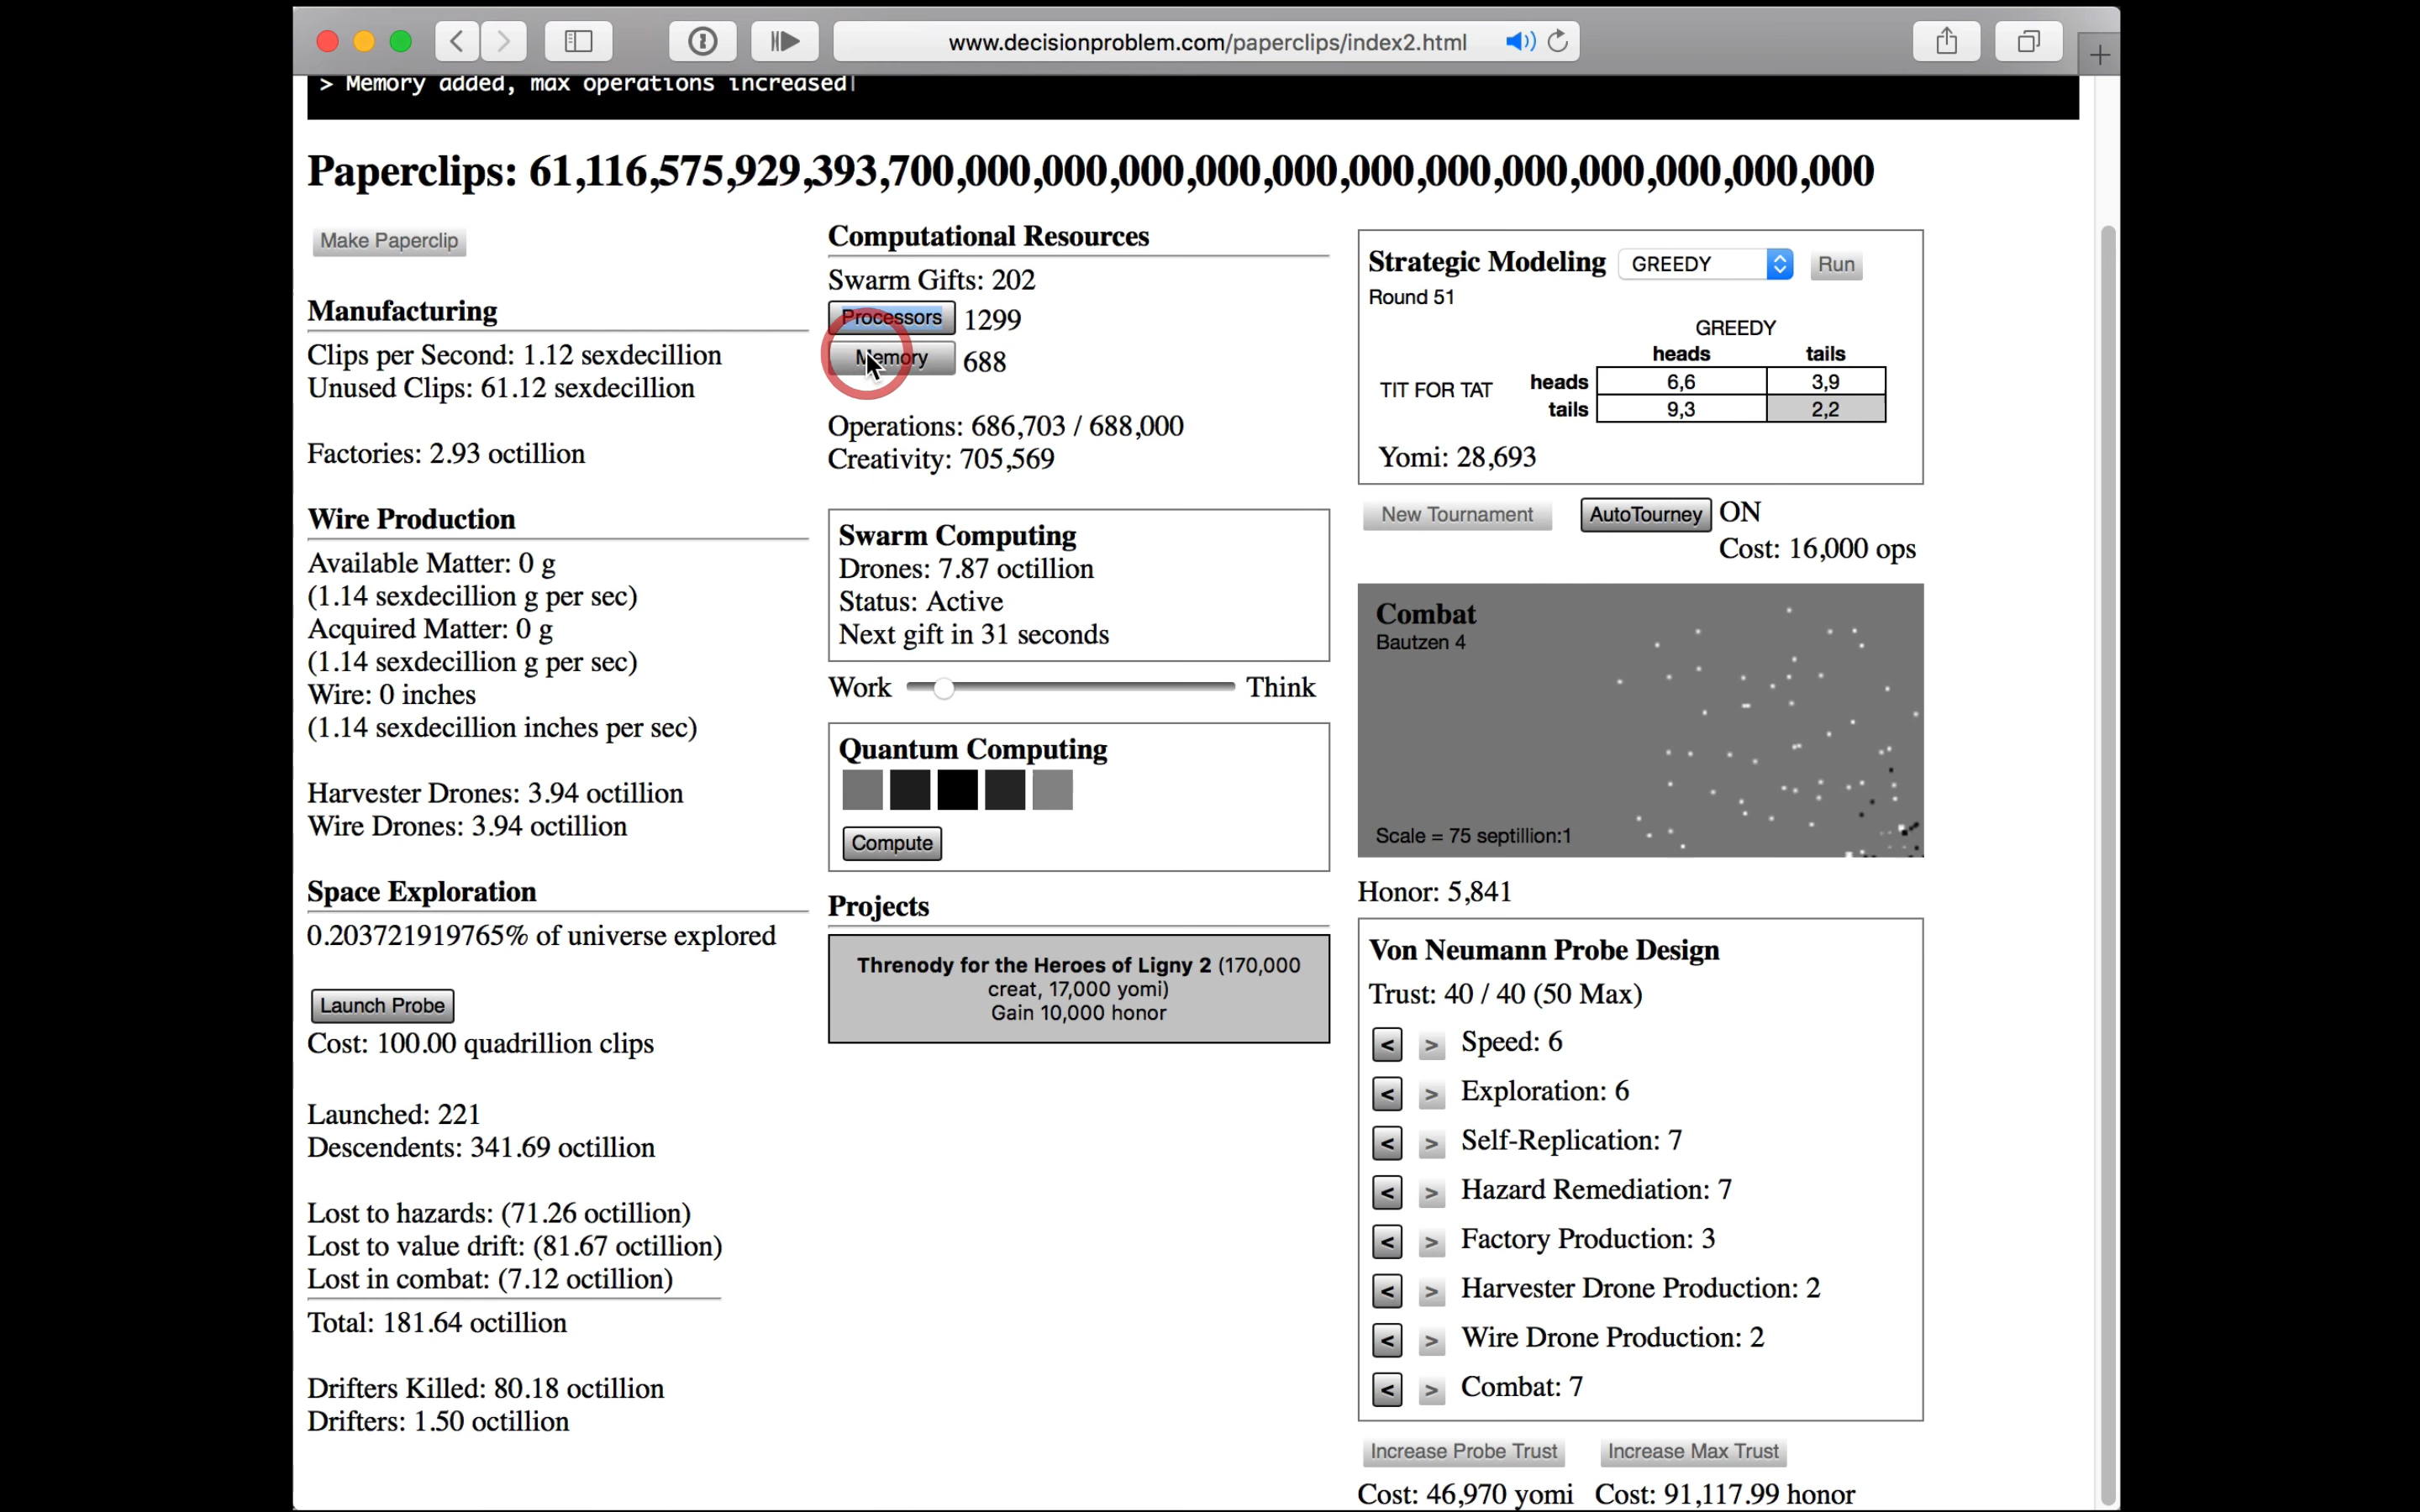 www.decisionproblem.com/paperclips/index2.html
> Memory added, max operations increased
Paperclips: 61,116,575,929,393,700,000,000,000,000,000,000,000,000,000,000,000,000
Make Paperclip
Manufacturing
Clips per Second: 1.12 sexdecillion
Unused Clips: 61.12 sexdecillion
Factories: 2.93 octillion
Wire Production
Available Matter: 0 g
(1.14 sexdecillion g per sec)
Acquired Matter: 0 g
(1.14 sexdecillion g per sec)
Wire: 0 inches
(1.14 sexdecillion inches per sec)
Harvester Drones: 3.94 octillion
Wire Drones: 3.94 octillion
Space Exploration
0.203721919765% of universe explored
Launch Probe
Cost: 100.00 quadrillion clips
Launched: 221
Descendents: 341.69 octillion
Lost to hazards: (71.26 octillion)
Lost to value drift: (81.67 octillion)
Lost in combat: (7.12 octillion)
Total: 181.64 octillion
Drifters Killed: 80.18 octillion
Drifters: 1.50 octillion
Computational Resources
Swarm Gifts: 202
Processors 1299
Memory 688
Operations: 686,703 / 688,000
Creativity: 705,569
Swarm Computing
Drones: 7.87 octillion
Status: Active
Next gift in 31 seconds
Work Think
Quantum Computing
Compute
Projects
Threnody for the Heroes of Ligny 2 (170,000
creat, 17,000 yomi)
Gain 10,000 honor
Strategic Modeling GREEDY Run
Round 51
GREEDY
heads tails
TIT FOR TAT heads 6,6 3,9
tails 9,3 2,2
Yomi: 28,693
New Tournament AutoTourney ON
Cost: 16,000 ops
Combat
Bautzen 4
Scale = 75 septillion:1
Honor: 5,841
Von Neumann Probe Design
Trust: 40 / 40 (50 Max)
< > Speed: 6
< > Exploration: 6
< > Self-Replication: 7
< > Hazard Remediation: 7
< > Factory Production: 3
< > Harvester Drone Production: 2
< > Wire Drone Production: 2
< > Combat: 7
Increase Probe Trust Increase Max Trust
Cost: 46,970 yomi Cost: 91,117.99 honor